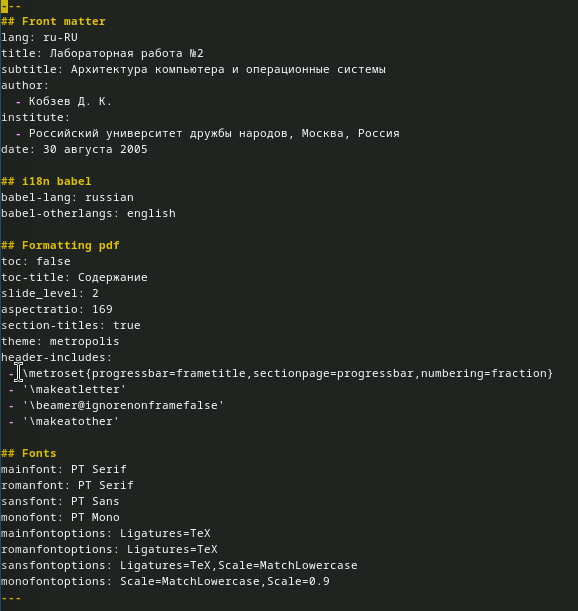 ---
## Front matter
lang: ru-RU
title: Лабораторная работа №2
subtitle: Архитектура компьютера и операционные системы
author:
  - Кобзев Д. К.
institute:
  - Российский университет дружбы народов, Москва, Россия
date: 30 августа 2005

## i18n babel
babel-lang: russian
babel-otherlangs: english

## Formatting pdf
toc: false
toc-title: Содержание
slide_level: 2
aspectratio: 169
section-titles: true
theme: metropolis
header-includes:
 - \metroset{progressbar=frametitle,sectionpage=progressbar,numbering=fraction}
 - '\makeatletter'
 - '\beamer@ignorenonframefalse'
 - '\makeatother'

## Fonts
mainfont: PT Serif
romanfont: PT Serif
sansfont: PT Sans
monofont: PT Mono
mainfontoptions: Ligatures=TeX
romanfontoptions: Ligatures=TeX
sansfontoptions: Ligatures=TeX,Scale=MatchLowercase
monofontoptions: Scale=MatchLowercase,Scale=0.9
---